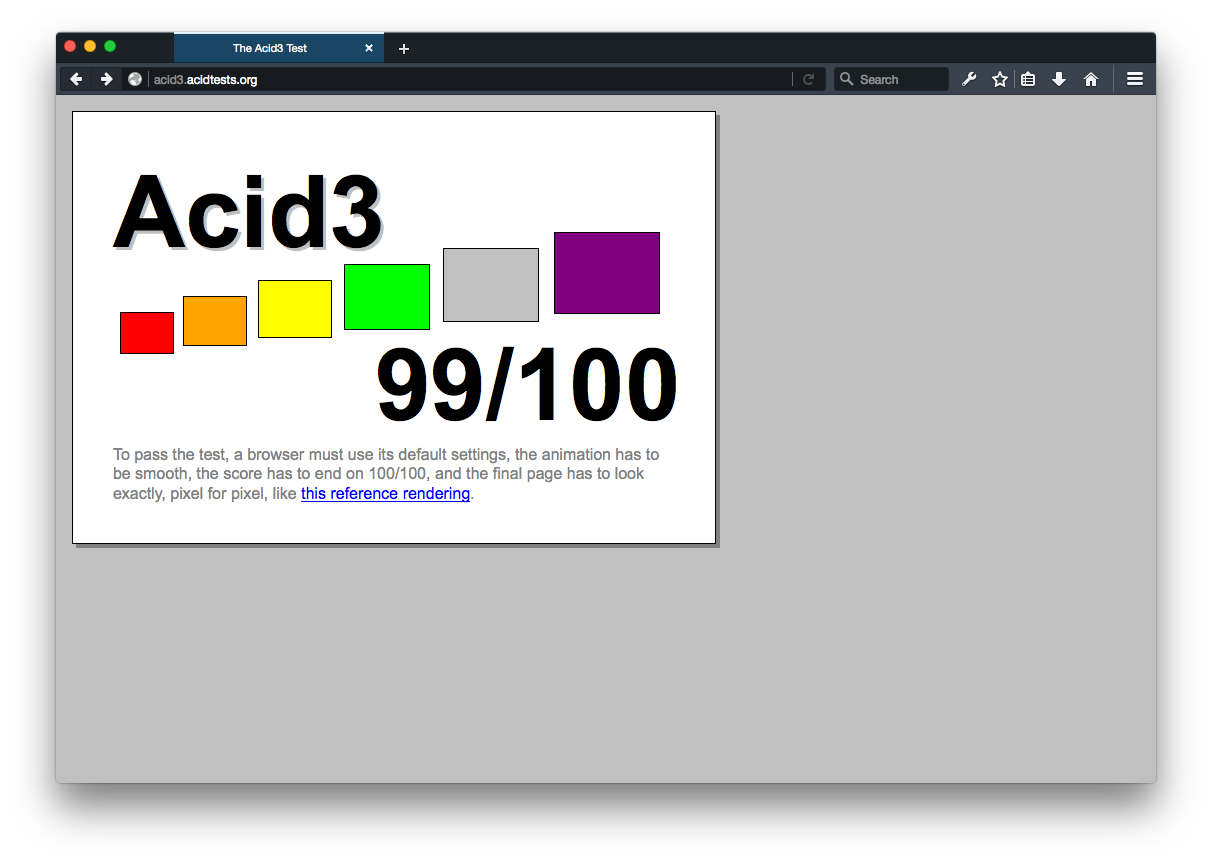 The Acid3 Test
acid3.acidtests.org
Search
Acid3
99/100
To pass the test, a browser must use its default settings, the animation has to
be smooth, the score has to end on 100/100, and the final page has to look
exactly, pixel for pixel, like this reference rendering.